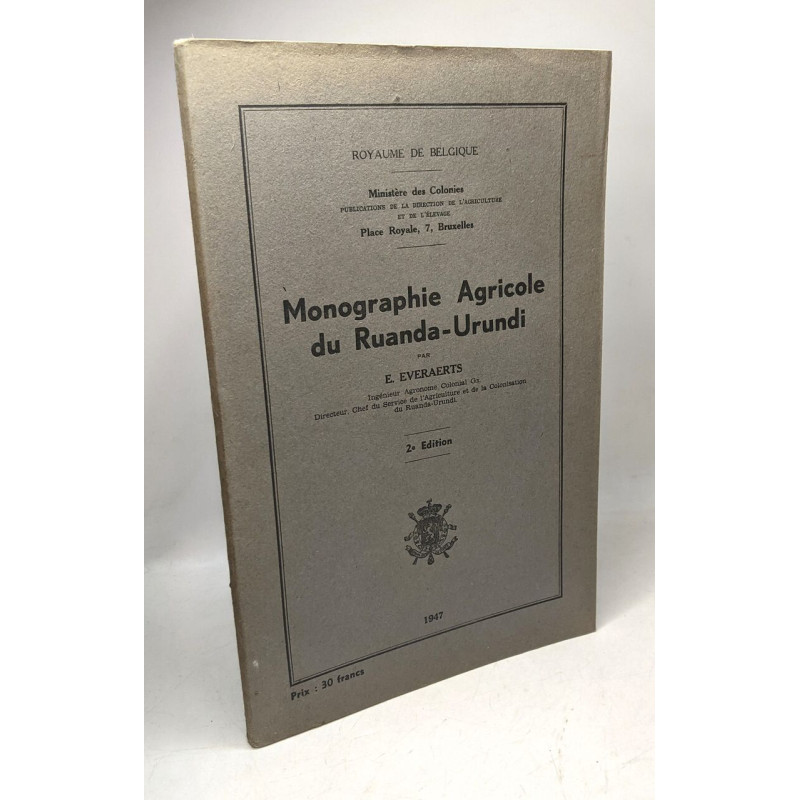 ROYAUME DE BELGIQUE
Ministère des Colonies
PUBLICATIONS DE LA DIRECTION DE L'AGRICULTURE
ET DE L'ÉLEVAGE
Place Royale, 7, Bruxelles
Monographie Agricole
du Ruanda-Urundi
PAR
E. EVERAERTS
Ingénieur Agronome Colonial Gx.
Directeur, Chef du Service de l'Agriculture et de la Colonisation
du Ruanda-Urundi.
2e Edition
1947
Prix : 30 francs